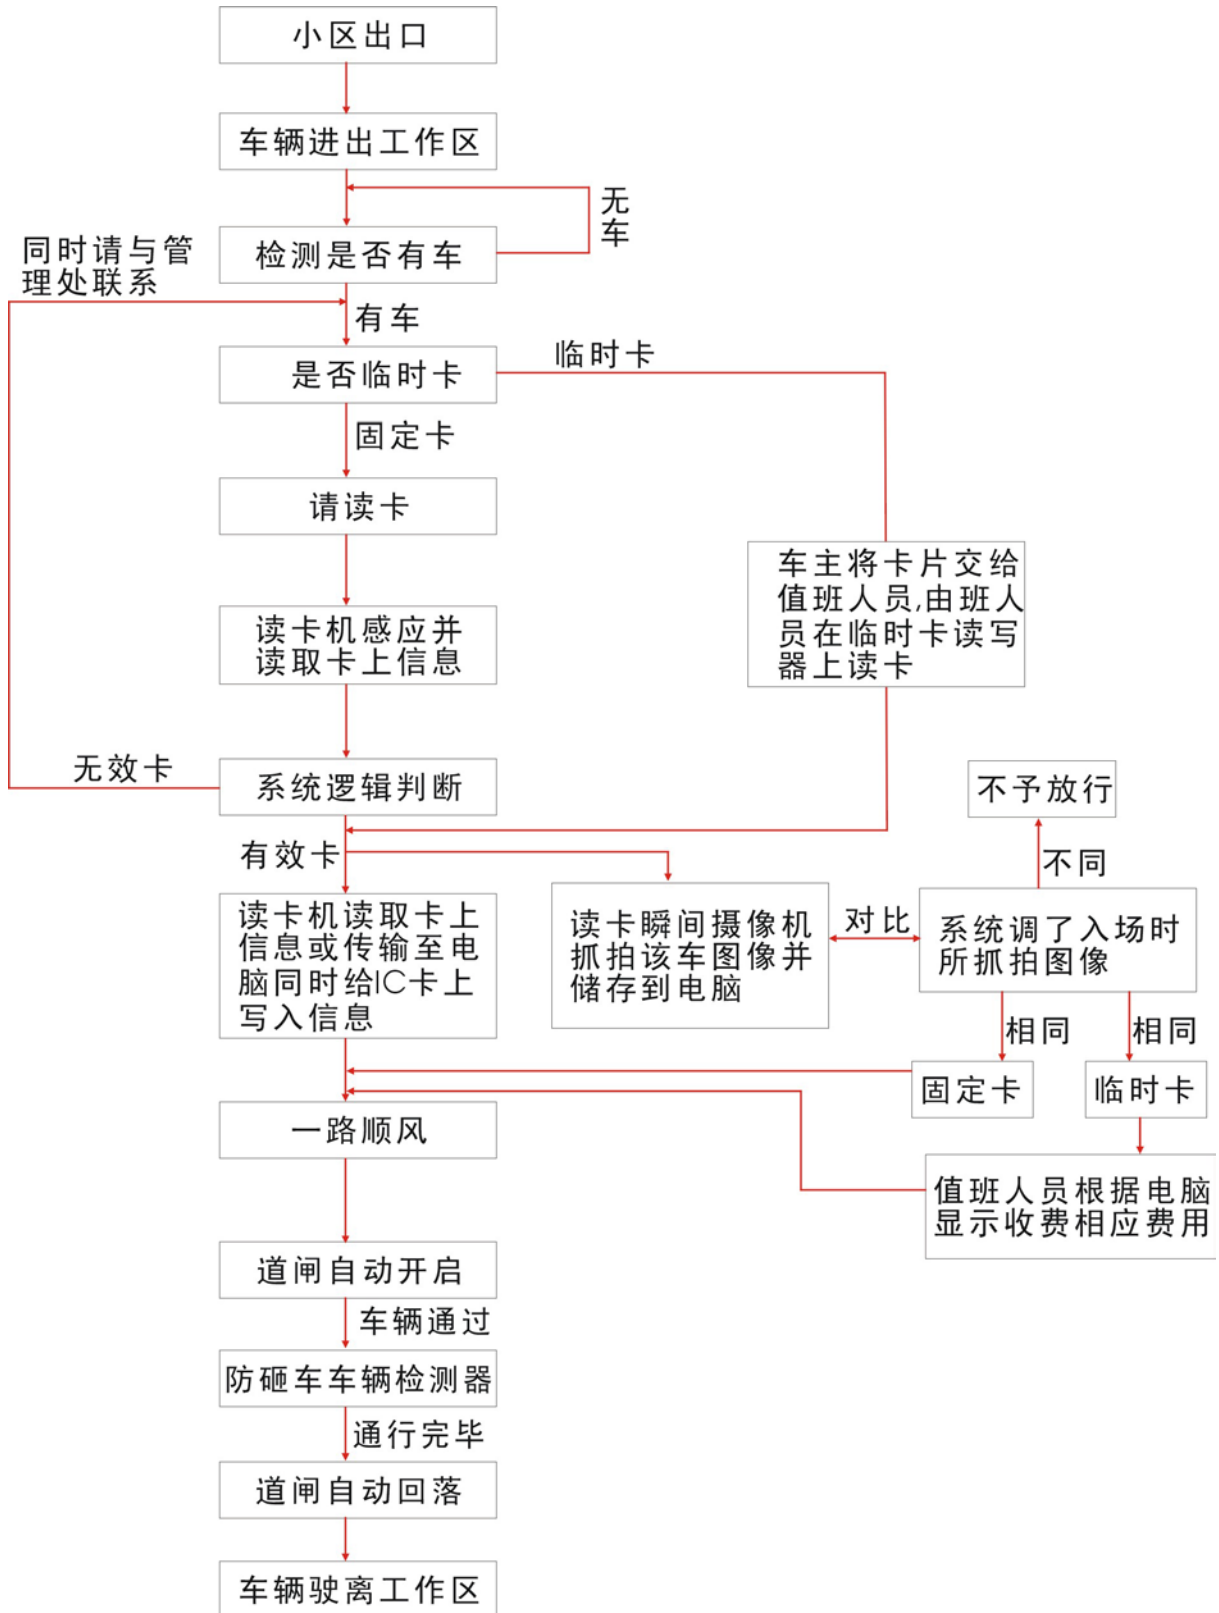 小区出口
车辆进出工作区
无
车
检测是否有车
同时请与管
理处联系
有车
是否临时卡
临时卡
固定卡
请读卡
车主将卡片交给
值班人员,由班人
员在临时卡读写
器上读卡
读卡机感应并
读取卡上信息
无效卡
系统逻辑判断
不予放行
有效卡
不同
读卡机读取卡上
信息或传输至电
脑同时给IC卡上
写入信息
读卡瞬间摄像机
抓拍该车图像并
储存到电脑
对比
系统调了入场时
所抓拍图像
相同
相同
固定卡
临时卡
一路顺风
值班人员根据电脑
显示收费相应费用
道闸自动开启
车辆通过
防砸车车辆检测器
通行完毕
道闸自动回落
车辆驶离工作区